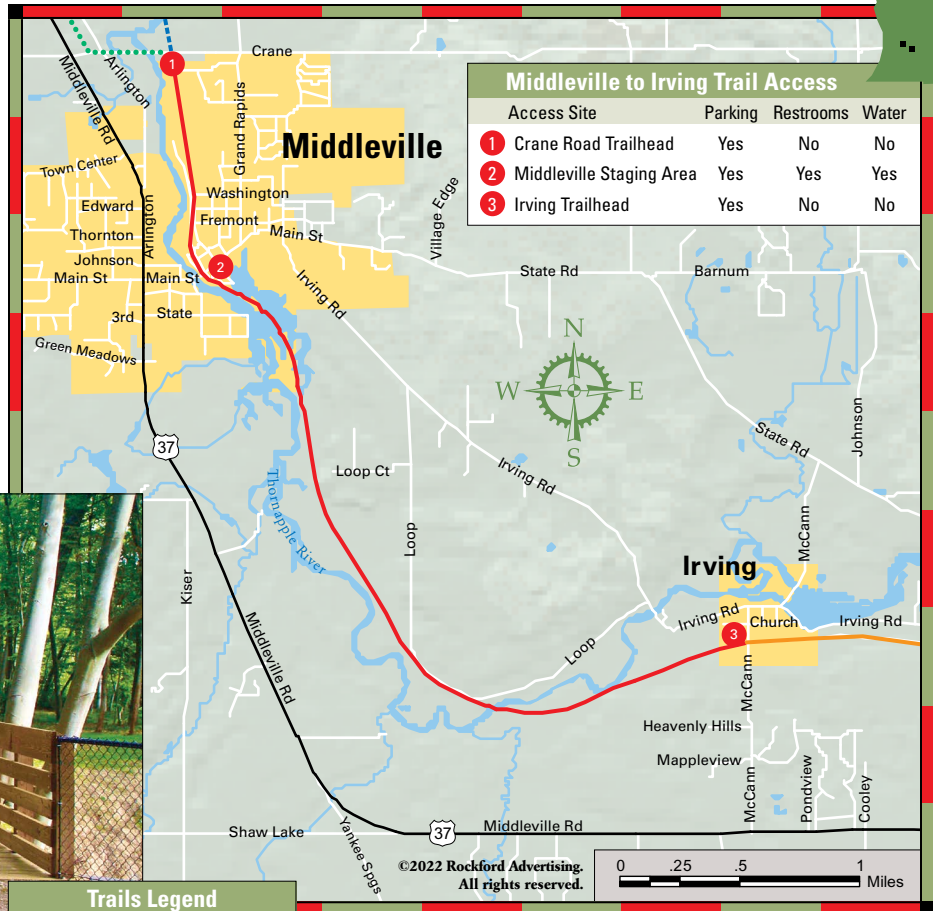 Crane
Middleville Rd
Arlington
1
Grand Rapids
Middleville to Irving Trail Access
Access Site Parking Restrooms Water
1 Crane Road Trailhead Yes No No
2 Middleville Staging Area Yes Yes Yes
3 Irving Trailhead Yes No No
Middleville
Town Center
Washington
Edward
Fremont
Village Edge
Thornton
Arlington
Main St
Johnson
2
State Rd
Barnum
Main St
Main St
Irving Rd
3rd
State
Green Meadows
N
W
E
S
Johnson
State Rd
37
Loop Ct
Irving Rd
Thornapple River
Loop
McCann
Irving
Kiser
Irving Rd
Church
Irving Rd
3
Middleville Rd
Loop
McCann
Heavenly Hills
Mappleview
McCann
Pondview
Cooley
Shaw Lake
Yankee Spgs
37
Middleville Rd
©2022 Rockford Advertising.
All rights reserved.
0 .25 .5 1
Miles
Trails Legend